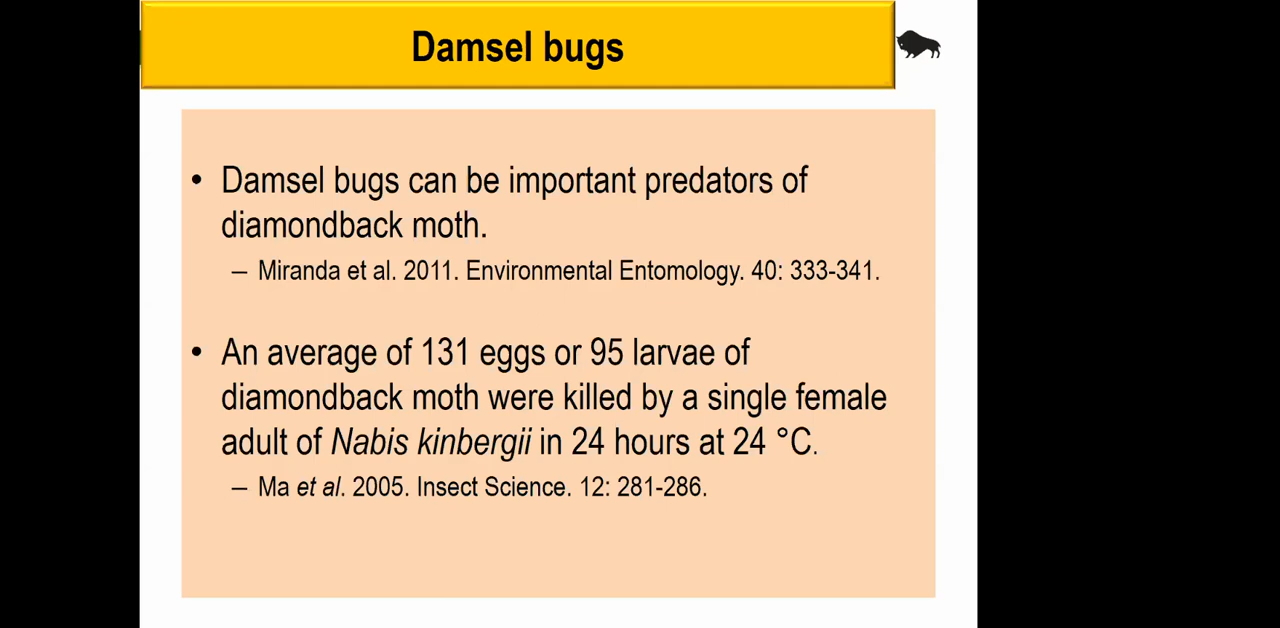 Damsel bugs
• Damsel bugs can be important predators of
diamondback moth.
– Miranda et al. 2011. Environmental Entomology. 40: 333-341.
• An average of 131 eggs or 95 larvae of
diamondback moth were killed by a single female
adult of Nabis kinbergii in 24 hours at 24 °C.
– Ma et al. 2005. Insect Science. 12: 281-286.